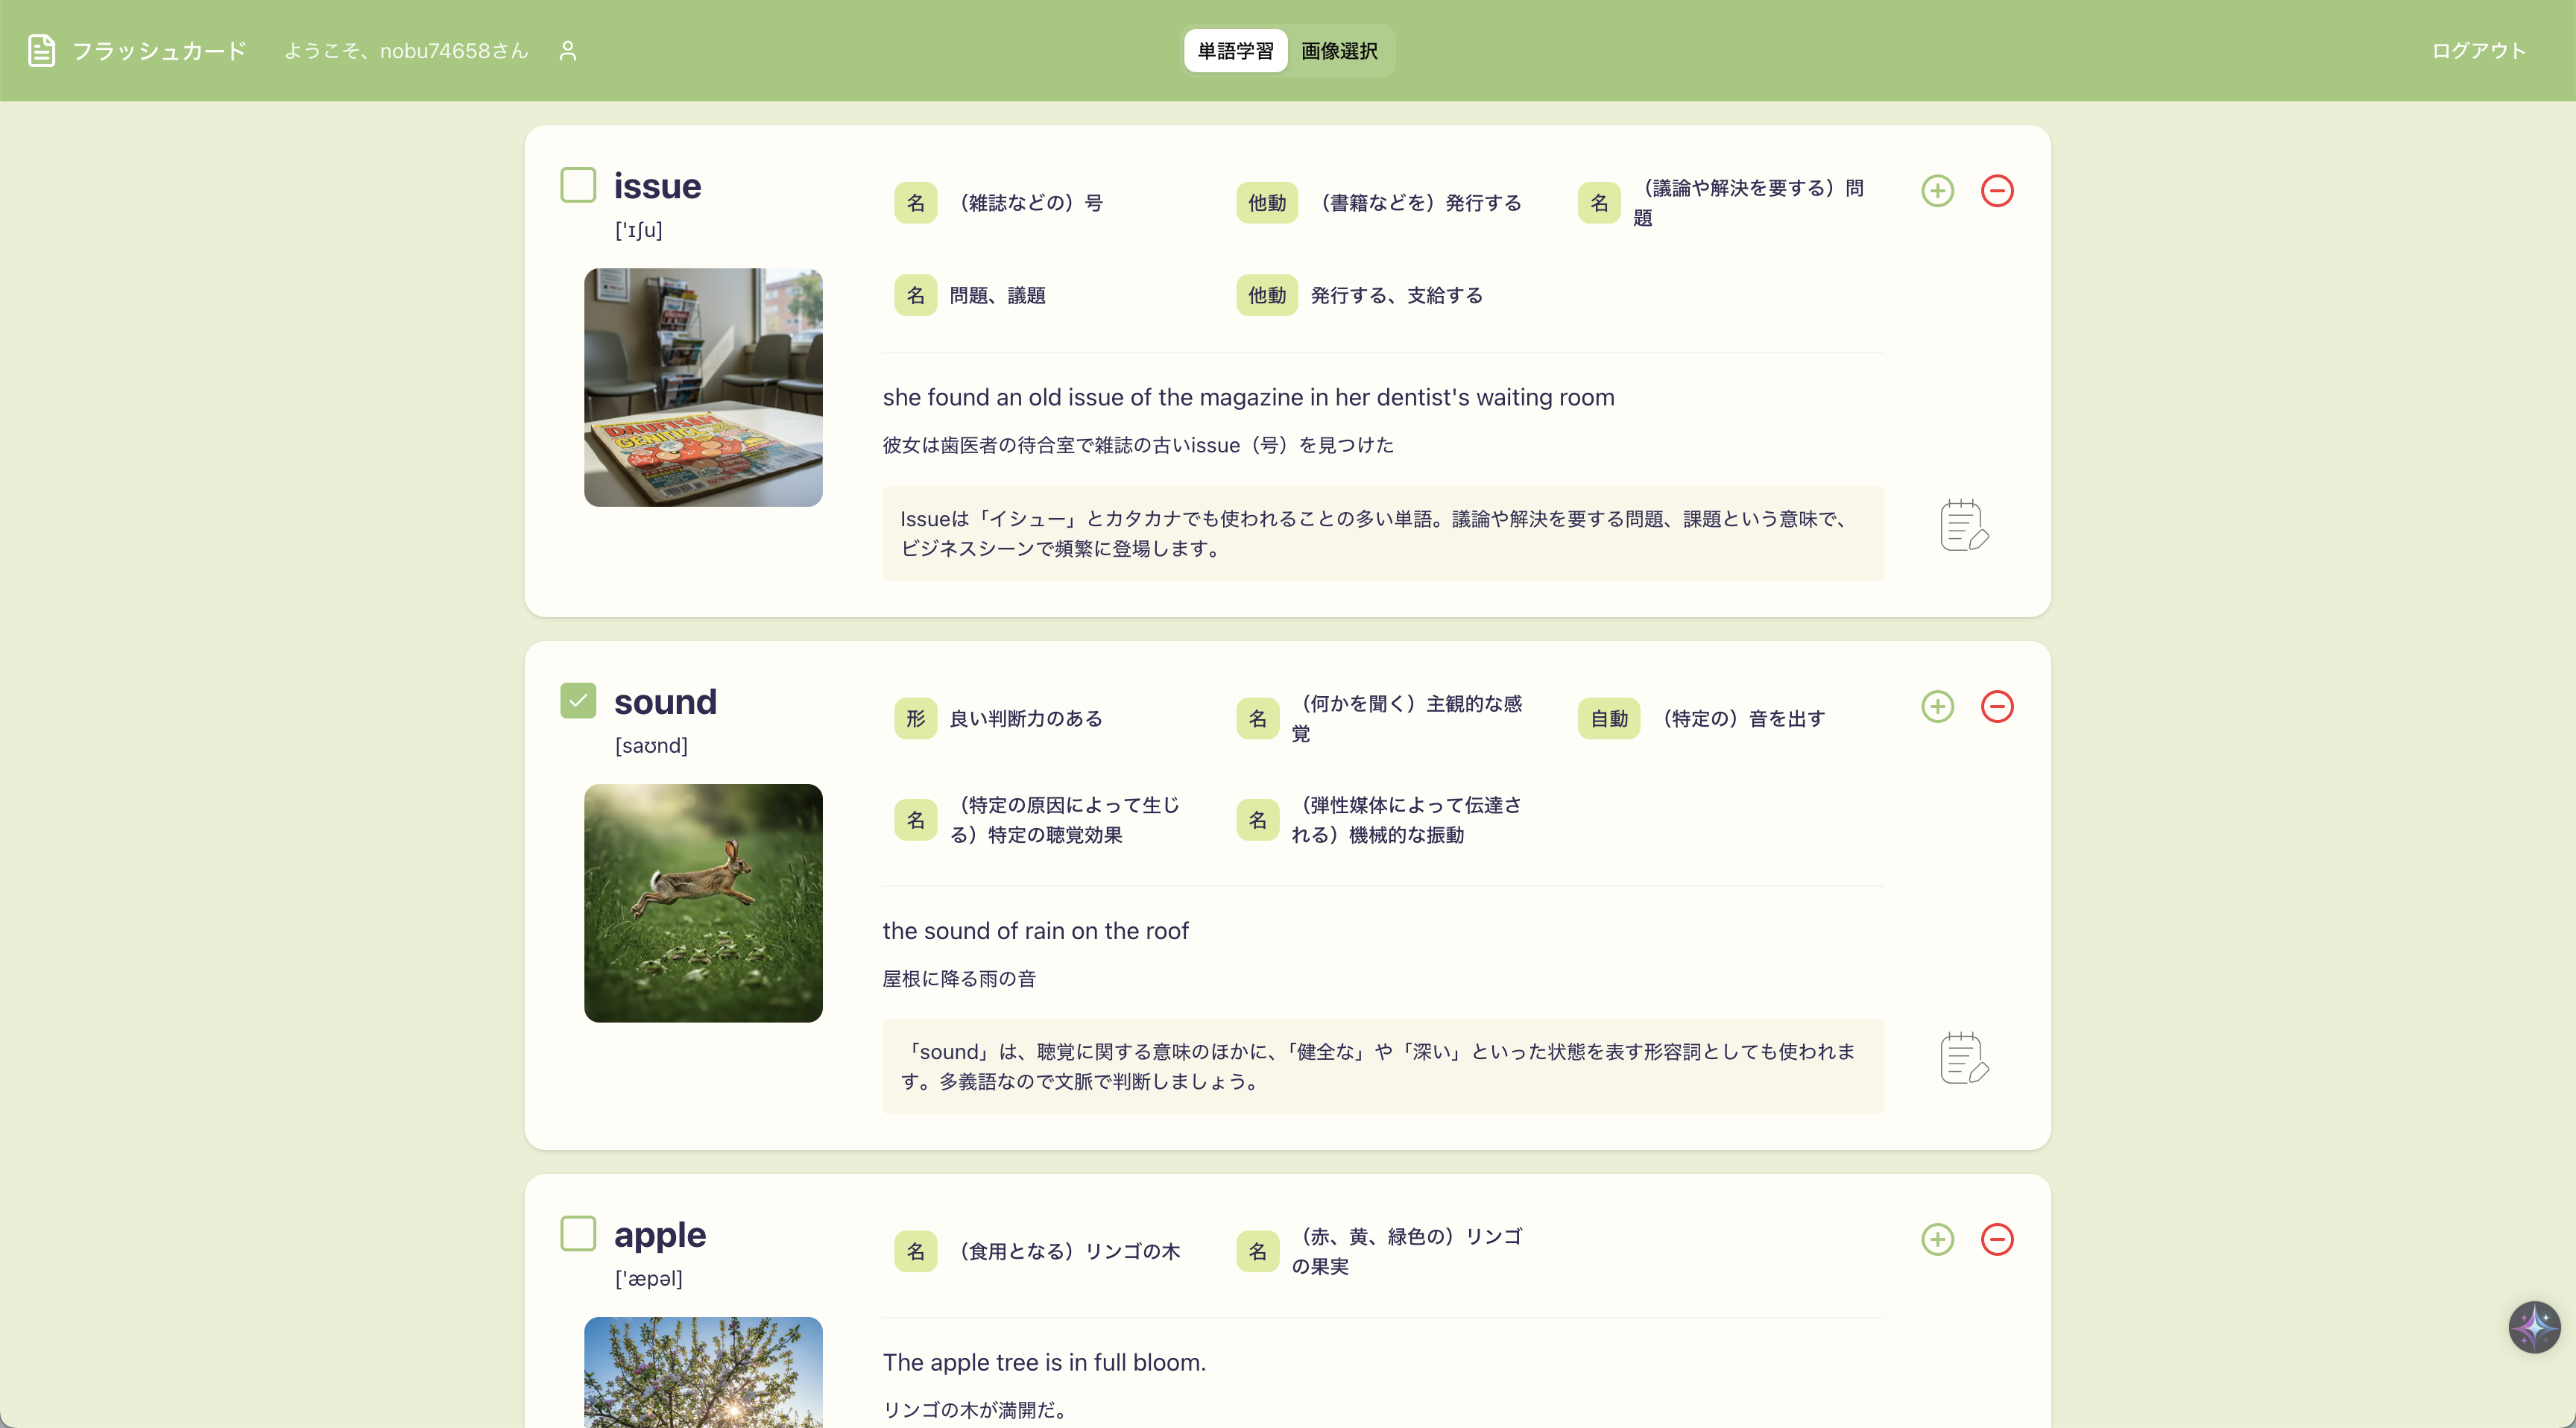 フラッシュカード ようこそ、nobu74658さん 単語学習 画像選択 ログアウト
issue
['ɪʃu]
名 （雑誌などの）号
他動 （書籍などを）発行する
名 （議論や解決を要する）問
題
名 問題、議題
他動 発行する、支給する
she found an old issue of the magazine in her dentist's waiting room
彼女は歯医者の待合室で雑誌の古いissue（号）を見つけた
Issueは「イシュー」とカタカナでも使われることの多い単語。議論や解決を要する問題、課題という意味で、
ビジネスシーンで頻繁に登場します。
sound
[saʊnd]
形 良い判断力のある
名 （何かを聞く）主観的な感
覚
自動 （特定の）音を出す
名 （特定の原因によって生じ
る）特定の聴覚効果
名 （弾性媒体によって伝達さ
れる）機械的な振動
the sound of rain on the roof
屋根に降る雨の音
「sound」は、聴覚に関する意味のほかに、「健全な」や「深い」といった状態を表す形容詞としても使われま
す。多義語なので文脈で判断しましょう。
apple
['æpəl]
名 （食用となる）リンゴの木
名 （赤、黄、緑色の）リンゴ
の果実
The apple tree is in full bloom.
リンゴの木が満開だ。